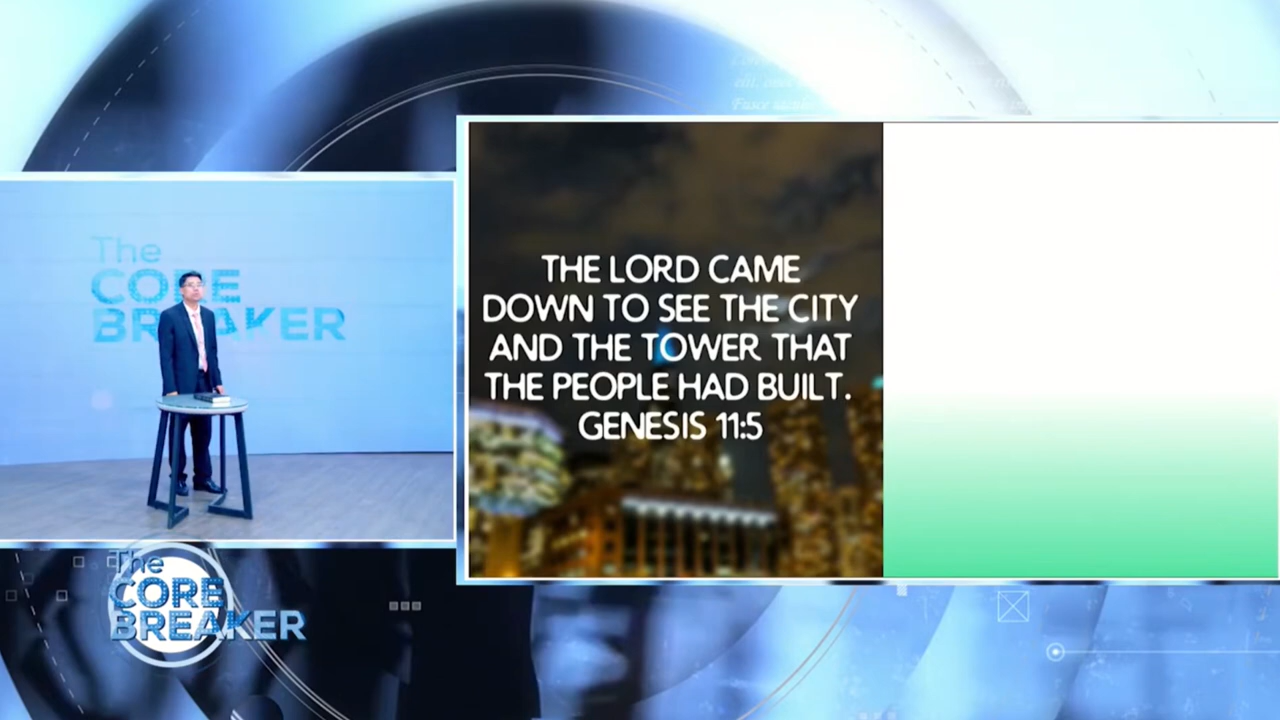 The
CORE
BREAKER
THE LORD CAME
DOWN TO SEE THE CITY
AND THE TOWER THAT
THE PEOPLE HAD BUILT.
GENESIS 11:5
The
CORE
BREAKER